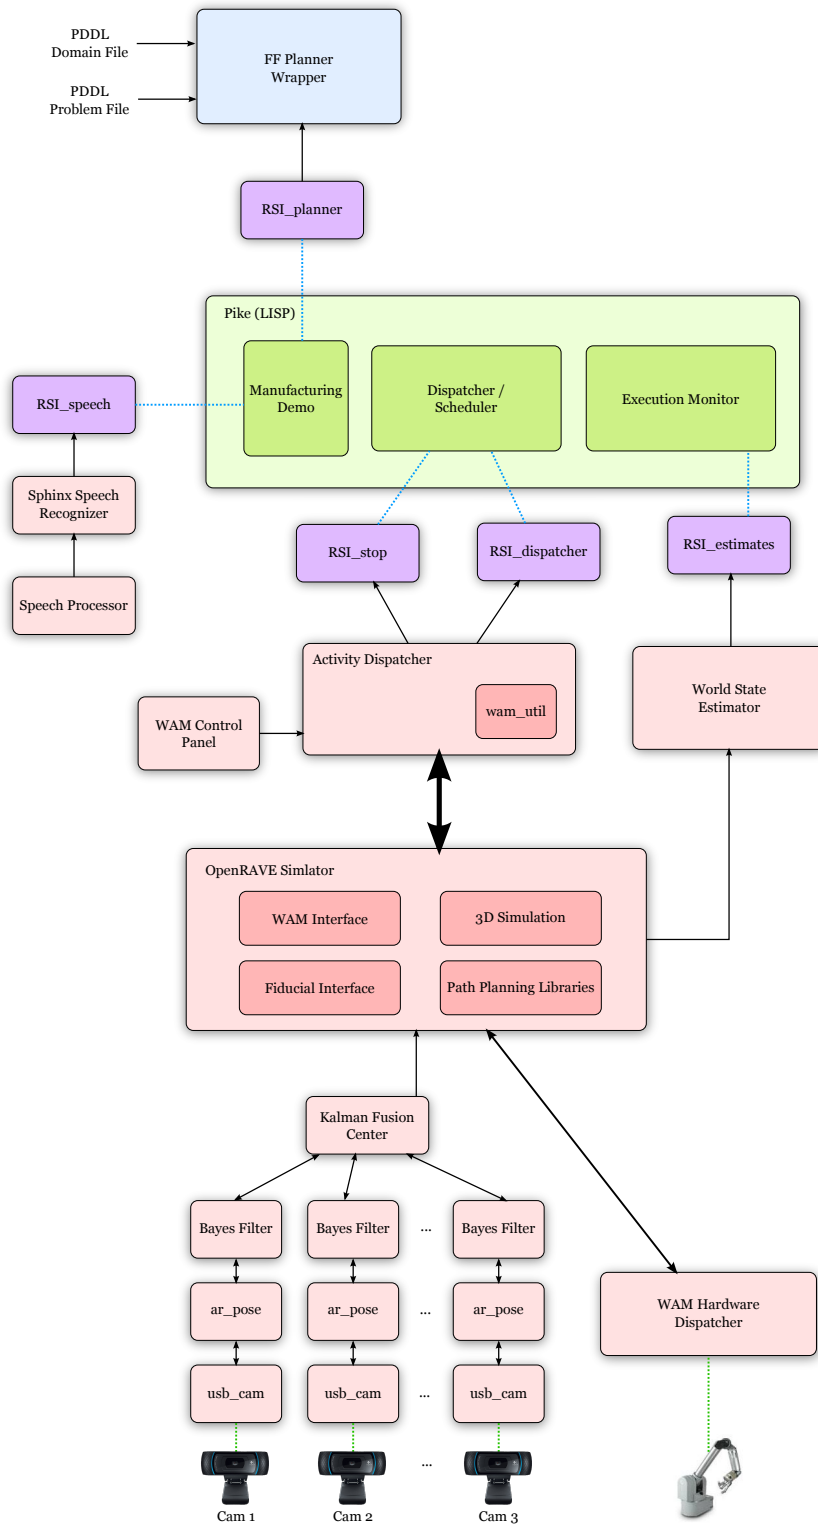 PDDL
Domain File
FF Planner
Wrapper
PDDL
Problem File
RSI_planner
Pike (LISP)
Manufacturing
Demo
Dispatcher /
Scheduler
Execution Monitor
RSI_speech
Sphinx Speech
Recognizer
Speech Processor
RSI_stop
RSI_dispatcher
RSI_estimates
Activity Dispatcher
wam_util
World State
Estimator
WAM Control
Panel
OpenRAVE Simlator
WAM Interface
3D Simulation
Fiducial Interface
Path Planning Libraries
Kalman Fusion
Center
Bayes Filter
Bayes Filter
...
Bayes Filter
ar_pose
ar_pose
...
ar_pose
WAM Hardware
Dispatcher
usb_cam
usb_cam
...
usb_cam
...
Cam 1
Cam 2
Cam 3